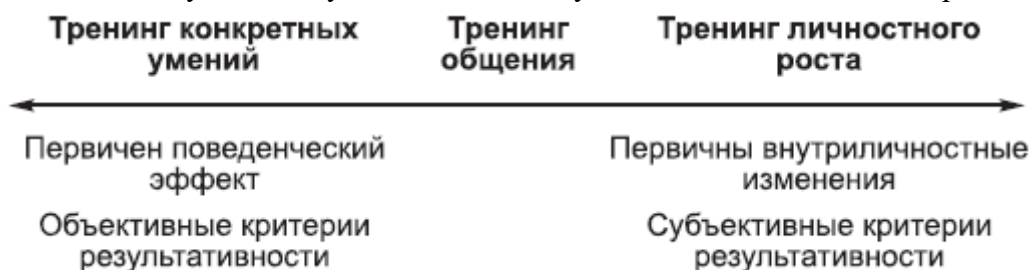 Тренинг конкретных умений
Тренинг общения
Тренинг личностного роста
Первичен поведенческий эффект
Первичны внутриличностные изменения
Объективные критерии результативности
Субъективные критерии результативности